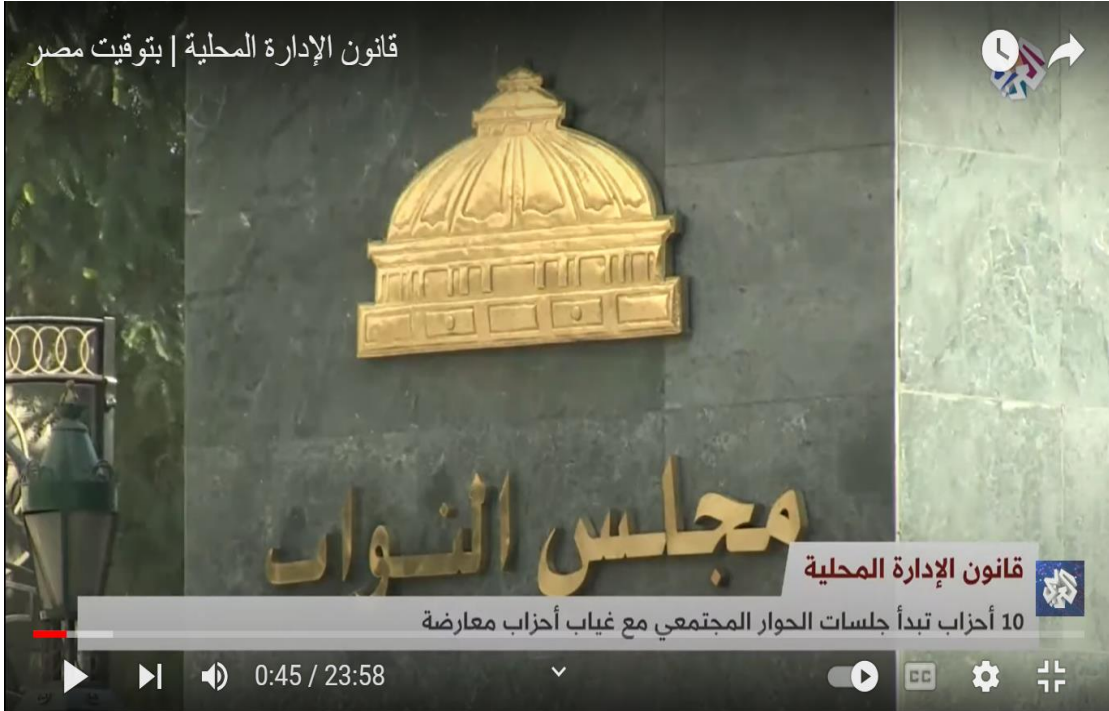 قانون الإدارة المحلية | بتوقيت مصر
مجلس النواب
قانون الإدارة المحلية
10 أحزاب تبدأ جلسات الحوار المجتمعي مع غياب أحزاب معارضة
0:45 / 23:58
CC